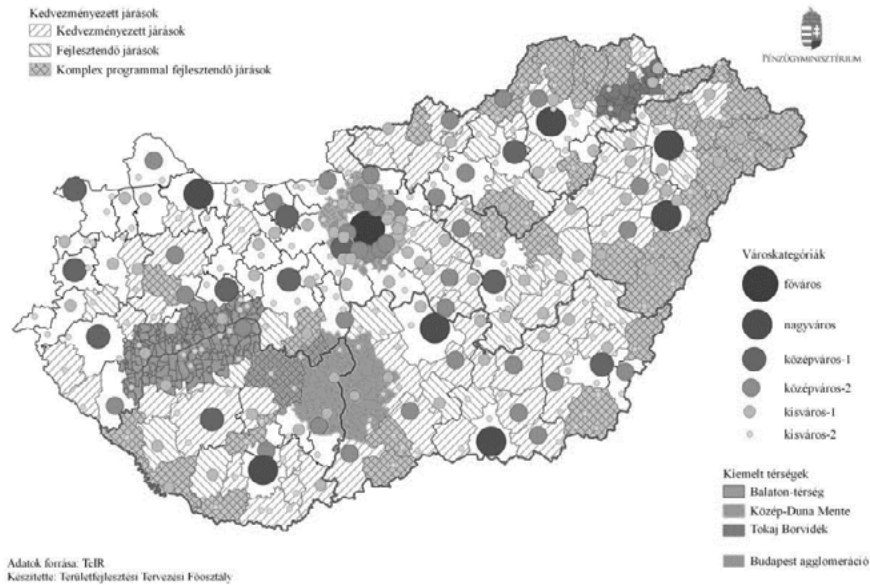 Kedvezményezett járások
Kedvezményezett járások
Fejlesztendő járások
Komplex programmal fejlesztendő járások
PÉNZÜGYMINISZTÉRIUM
Városkategóriák
főváros
nagyváros
középváros-1
középváros-2
kisváros-1
kisváros-2
Kiemelt térségek
Balaton-térség
Közép-Duna Mente
Tokaj Borvidék
Budapest agglomeráció
Adatok forrása: TeIR
Készítette: Területfejlesztési Tervezési Főosztály